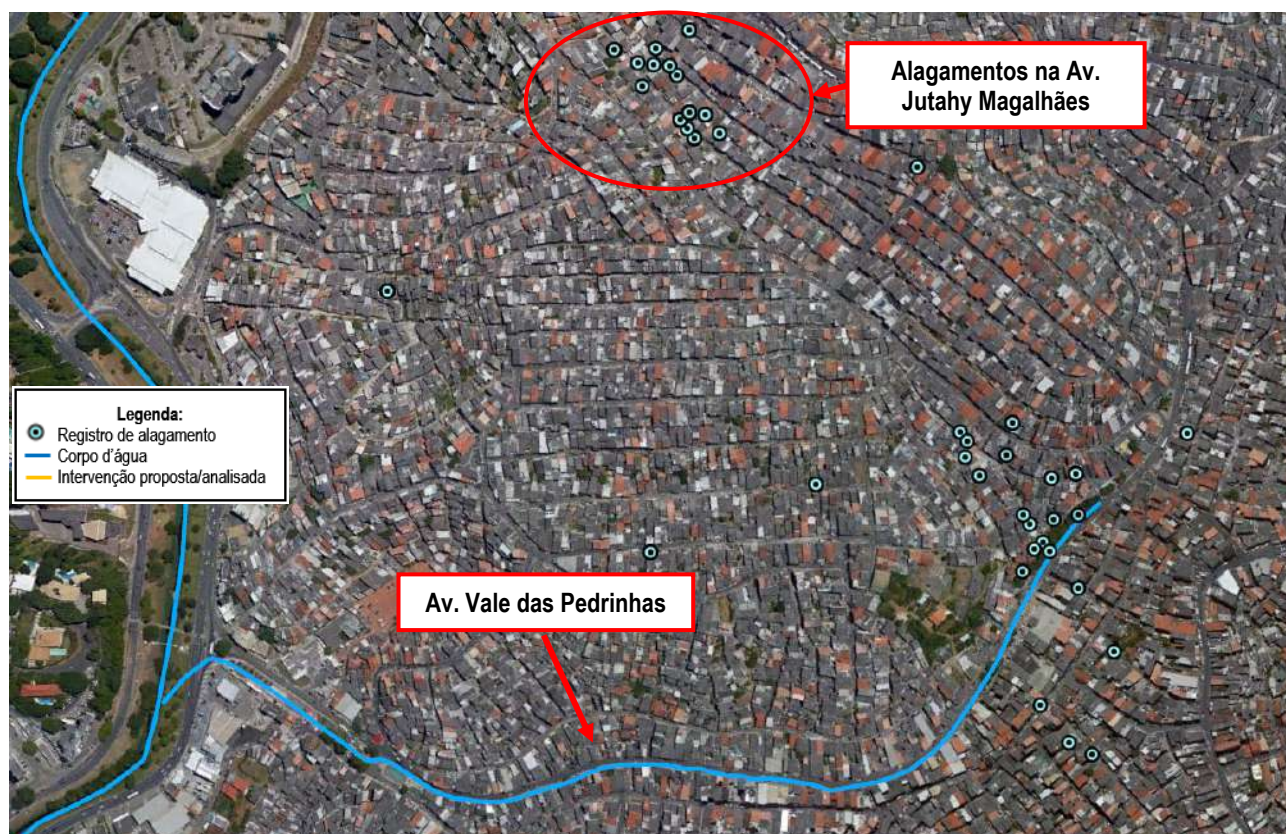 Alagamentos na Av.
Jutahy Magalhães
Legenda:
Registro de alagamento
Corpo d'água
Intervenção proposta/analisada
Av. Vale das Pedrinhas